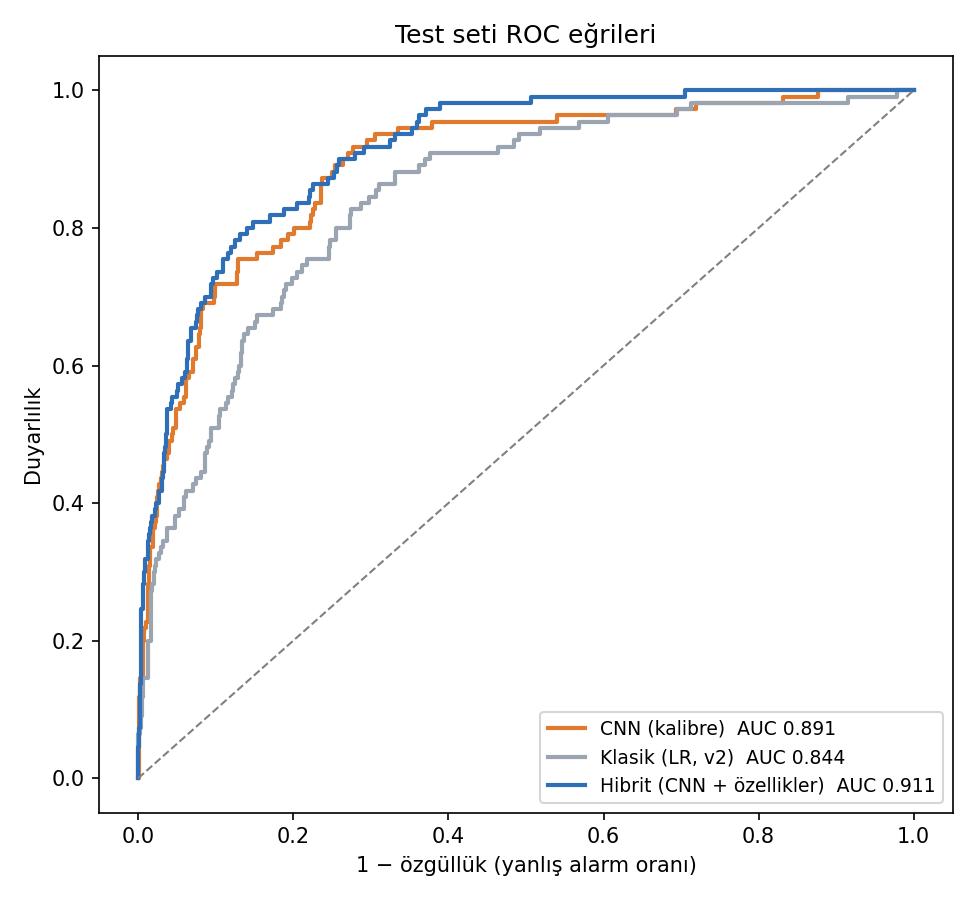 Test seti ROC eğrileri
1.0
0.8
0.6
0.4
0.2
0.0
Duyarlılık
CNN (kalibre)  AUC 0.891
Klasik (LR, v2)  AUC 0.844
Hibrit (CNN + özellikler)  AUC 0.911
0.0 0.2 0.4 0.6 0.8 1.0
1 − özgüllük (yanlış alarm oranı)